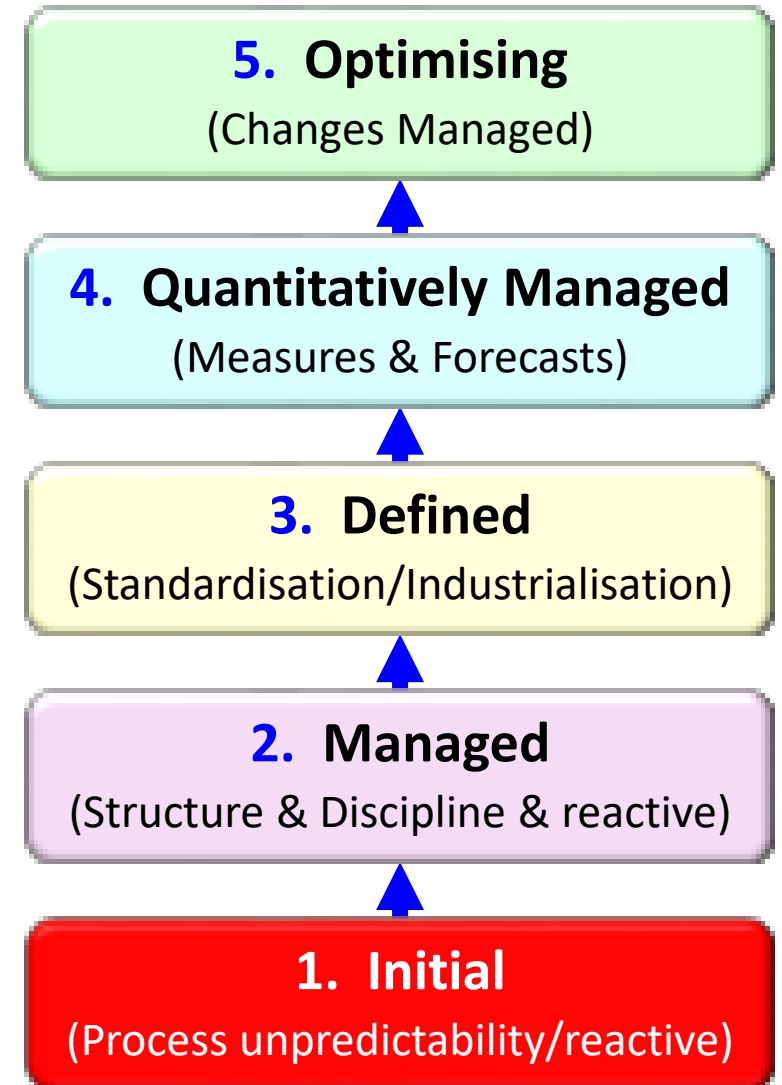 5. Optimising
(Changes Managed)
4. Quantitatively Managed
(Measures & Forecasts)
3. Defined
(Standardisation/Industrialisation)
2. Managed
(Structure & Discipline & reactive)
1. Initial
(Process unpredictability/reactive)